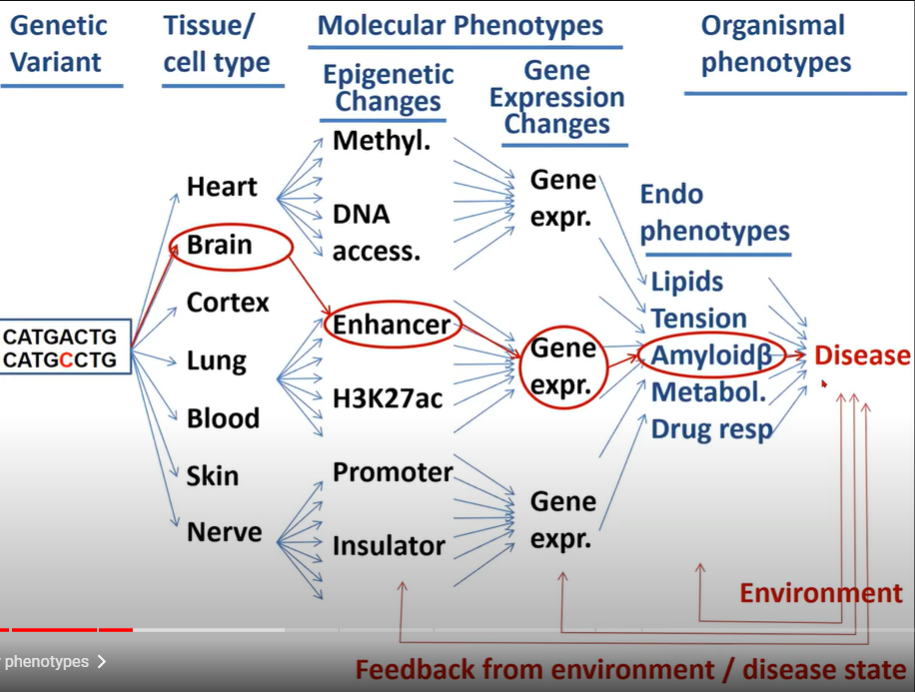 Genetic
Variant
Tissue/
cell type
Molecular Phenotypes
Epigenetic
Changes
Gene
Expression
Changes
Organismal
phenotypes
CATGACTG
CATGCCTG
Heart
Brain
Cortex
Lung
Blood
Skin
Nerve
Methyl.
DNA
access.
Enhancer
H3K27ac
Promoter
Insulator
Gene
expr.
Gene
expr.
Gene
expr.
Endo
phenotypes
Lipids
Tension
Amyloidβ
Metabol.
Drug resp
Disease
Environment
Feedback from environment / disease state
phenotypes